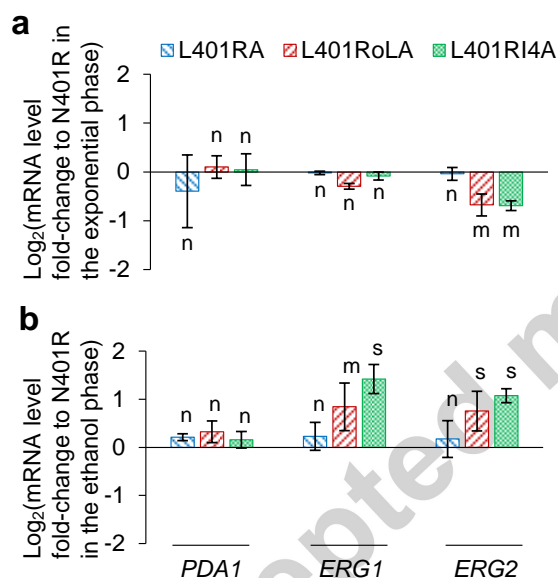 a
L401RA L401RoLA L401RI4A
Log2(mRNA level
fold-change to N401R in
the exponential phase)
2
1
0
-1
-2
n n n
n n n
n m m
b
Log2(mRNA level
fold-change to N401R
in the ethanol phase)
2
1
0
-1
-2
n n n
n m s
n s s
PDA1 ERG1 ERG2
epted m